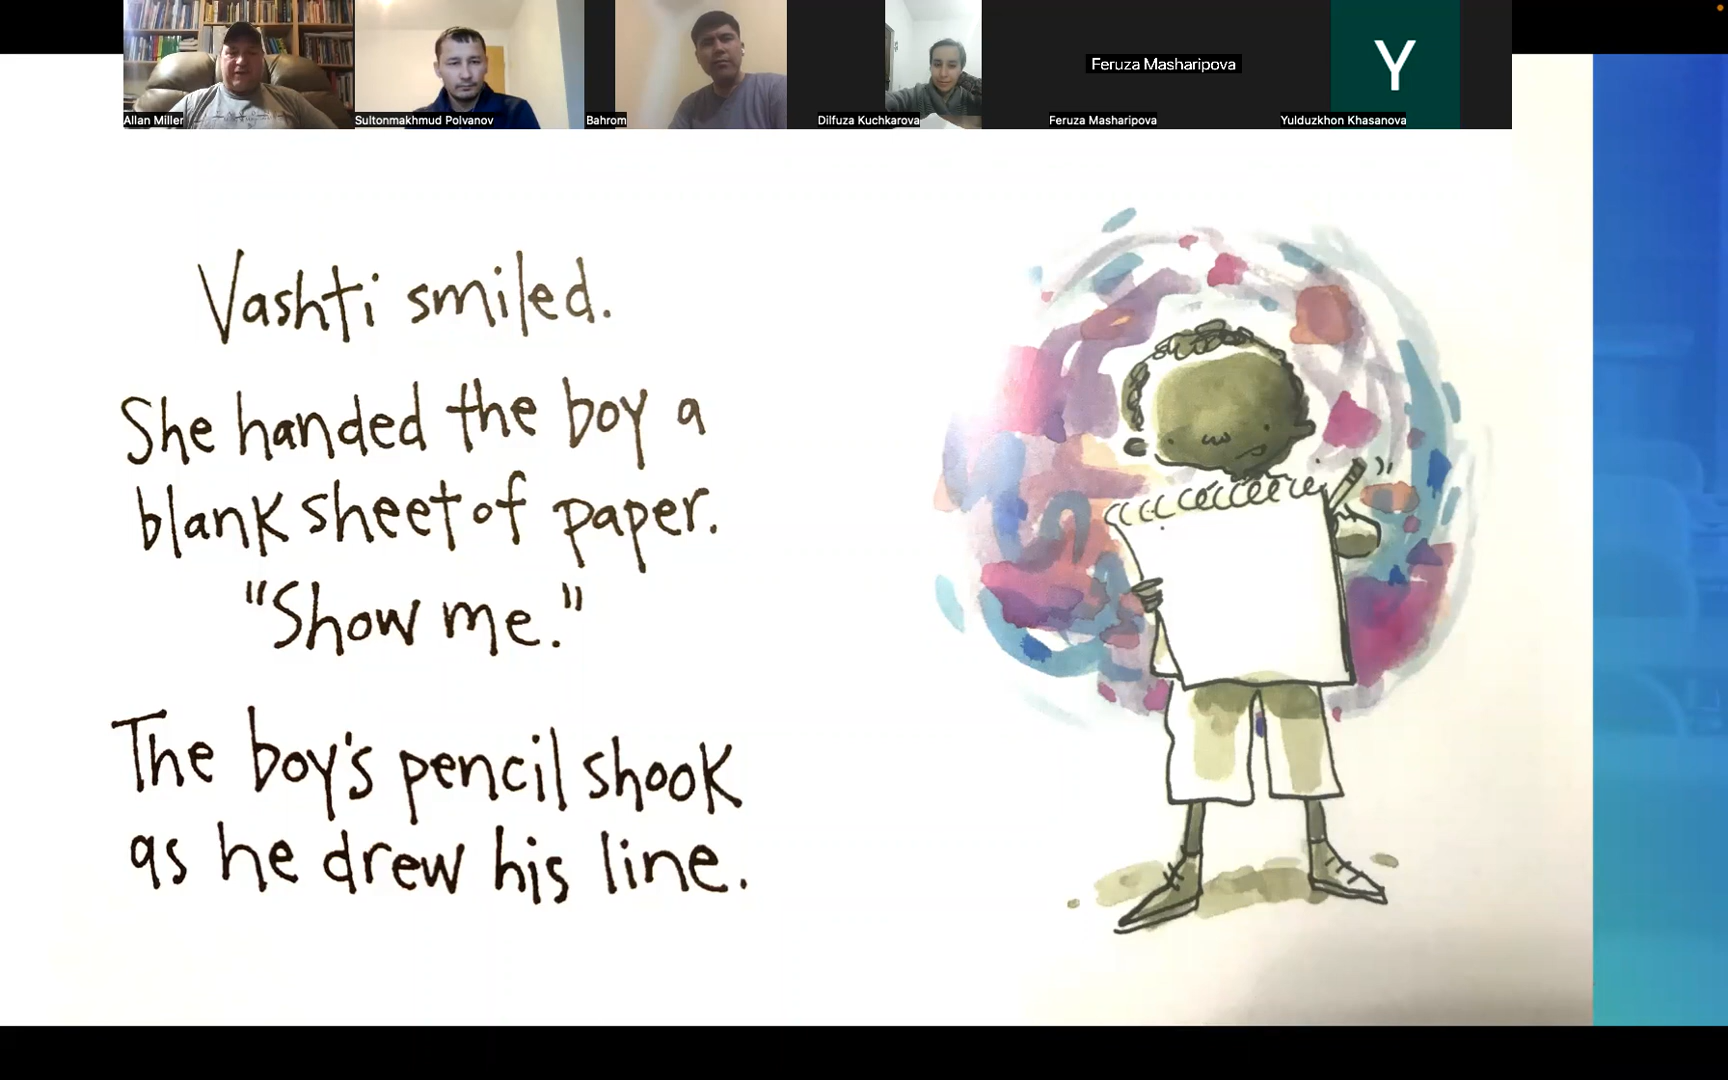 Feruza Masharipova
Y
Allan Miller
Sultonmakhmud Polvanov
Bahrom
Dilfuza Kuchkarova
Feruza Masharipova
Yulduzkhon Khasanova
Vashti smiled.
She handed the boy a
blank sheet of paper.
"Show me."
The boy's pencil shook
as he drew his line.